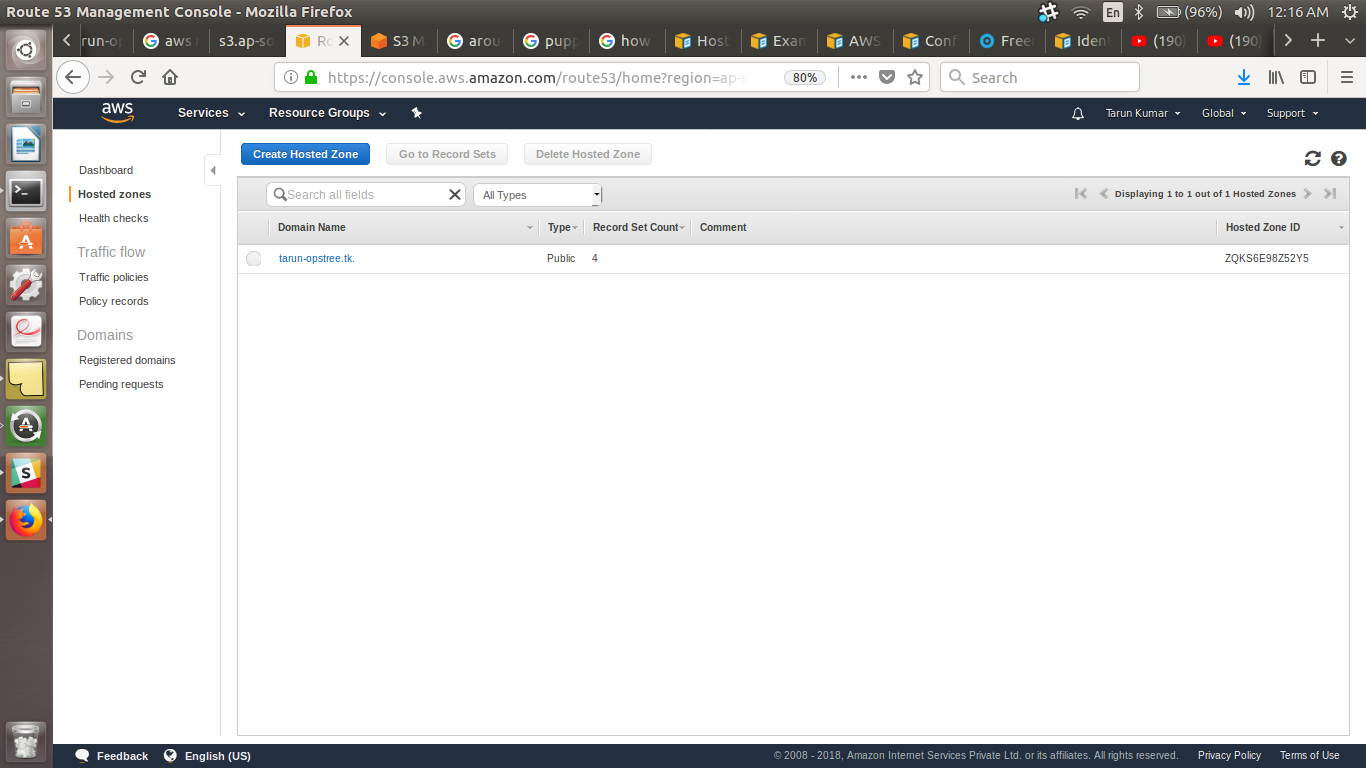 Route 53 Management Console - Mozilla Firefox
En
(96%)
12:16 AM
aws
s3.ap-so
S3 M
arou
pupp
how
Host
Exam
AWS
Conf
Free
Ident
(190)
(190)
https://console.aws.amazon.com/route53/home?region=ap-s
80%
Search
aws
Services
Resource Groups
Tarun Kumar
Global
Support
Dashboard
Hosted zones
Health checks
Traffic flow
Traffic policies
Policy records
Domains
Registered domains
Pending requests
Create Hosted Zone
Go to Record Sets
Delete Hosted Zone
Search all fields
All Types
Displaying 1 to 1 out of 1 Hosted Zones
Domain Name
Type
Record Set Count
Comment
Hosted Zone ID
tarun-opstree.tk.
Public
4
ZQKS6E98Z52Y5
Feedback
English (US)
© 2008 - 2018, Amazon Internet Services Private Ltd. or its affiliates. All rights reserved.
Privacy Policy
Terms of Use